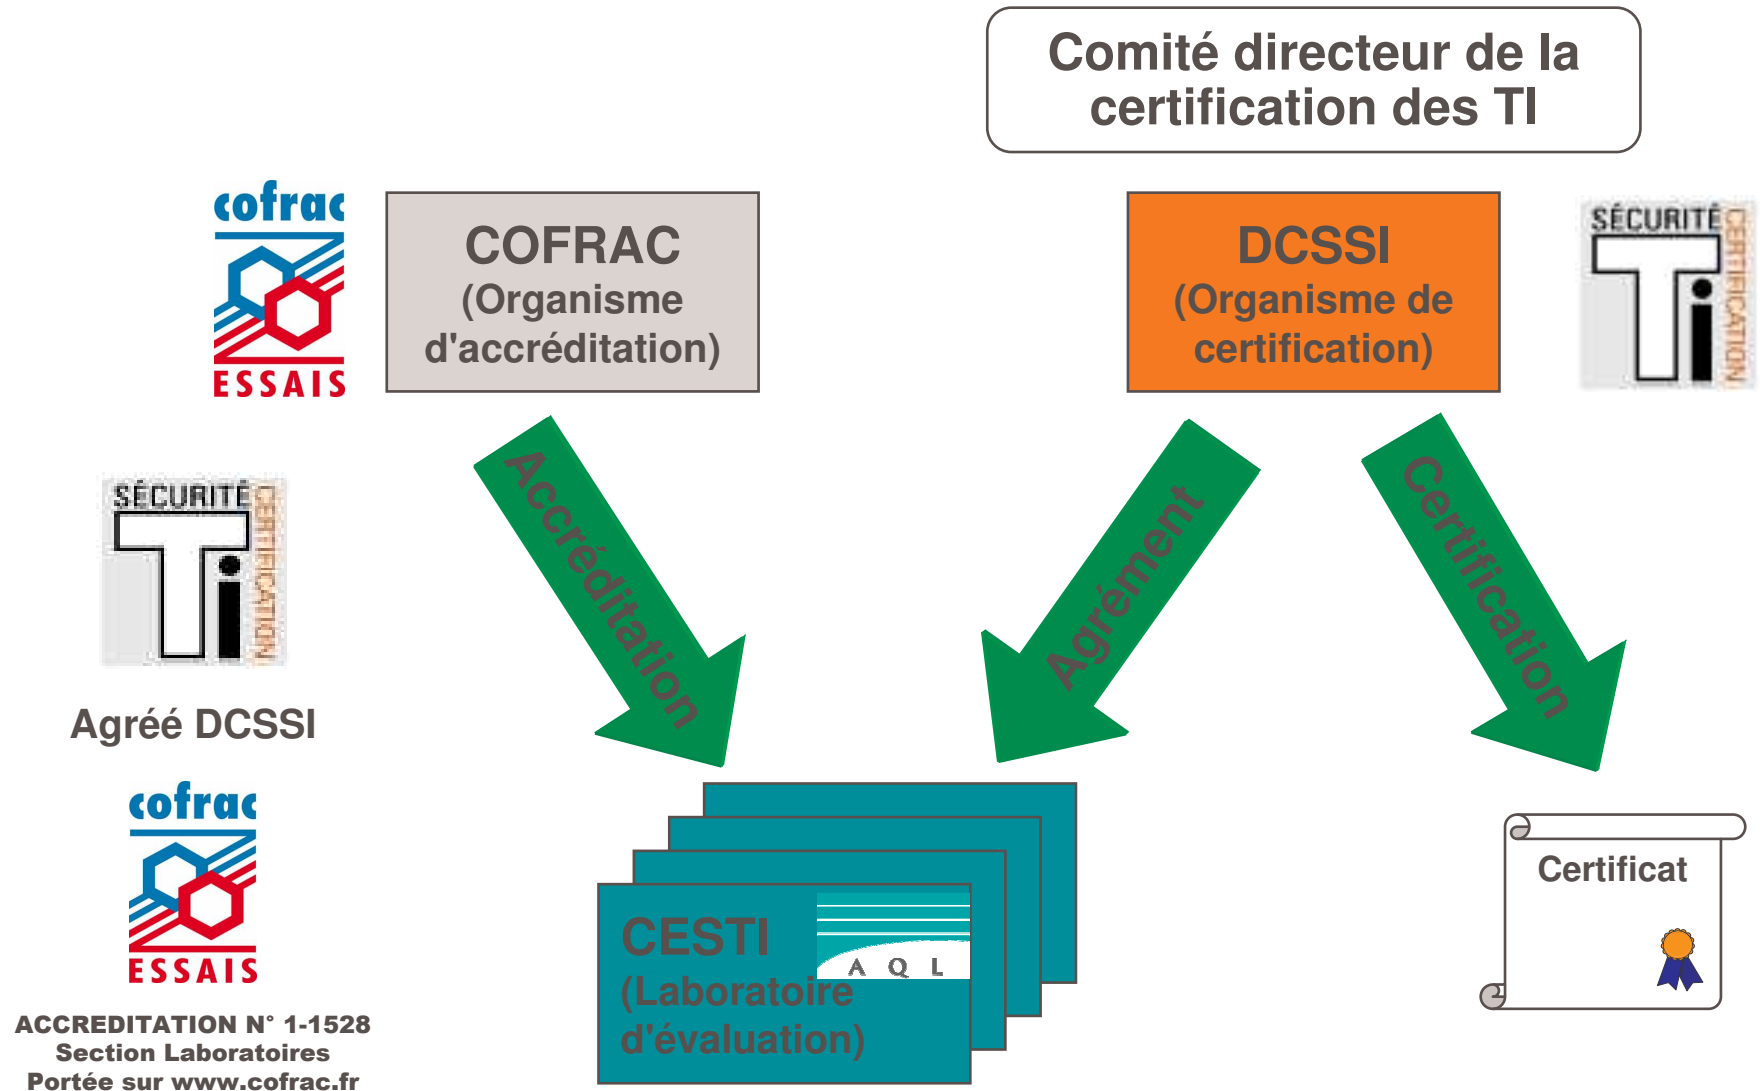 Comité directeur de la
certification des TI
cofrac
ESSAIS
COFRAC
(Organisme
d'accréditation)
DCSSI
(Organisme de
certification)
SÉCURITÉ
Ti
CERTIFICATION
Accréditation
Agrément
Certification
SÉCURITÉ
Ti
CERTIFICATION
Agréé DCSSI
cofrac
ESSAIS
ACCREDITATION N° 1-1528
Section Laboratoires
Portée sur www.cofrac.fr
CESTI
A Q L
(Laboratoire
d'évaluation)
Certificat